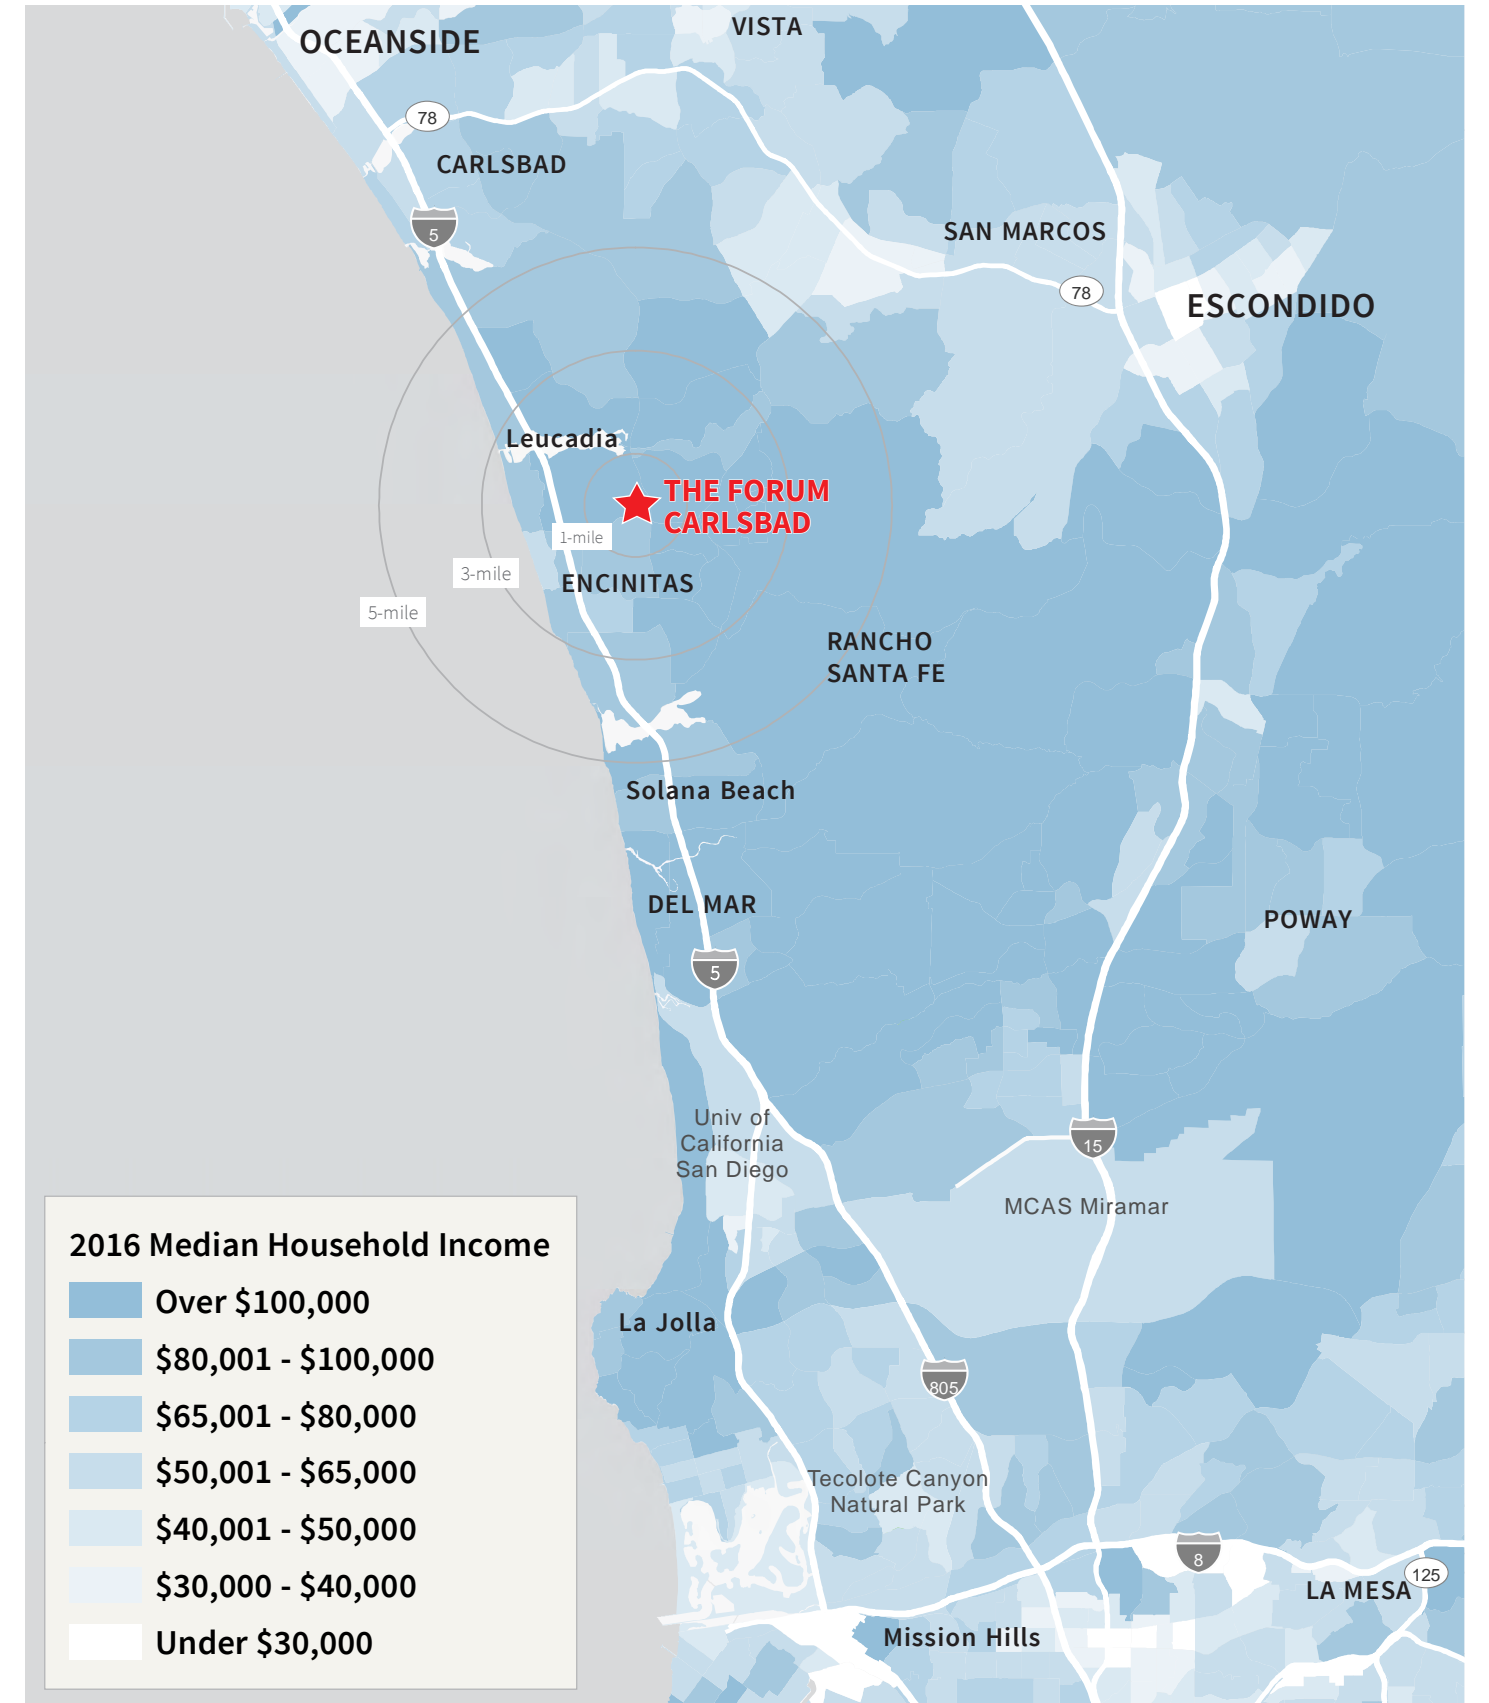 OCEANSIDE
VISTA
78
CARLSBAD
5
SAN MARCOS
78
ESCONDIDO
Leucadia
THE FORUM
CARLSBAD
1-mile
3-mile
ENCINITAS
5-mile
RANCHO
SANTA FE
Solana Beach
DEL MAR
POWAY
5
Univ of
California
San Diego
15
MCAS Miramar
La Jolla
805
Tecolote Canyon
Natural Park
8
125
LA MESA
Mission Hills
2016 Median Household Income
Over $100,000
$80,001 - $100,000
$65,001 - $80,000
$50,001 - $65,000
$40,001 - $50,000
$30,000 - $40,000
Under $30,000